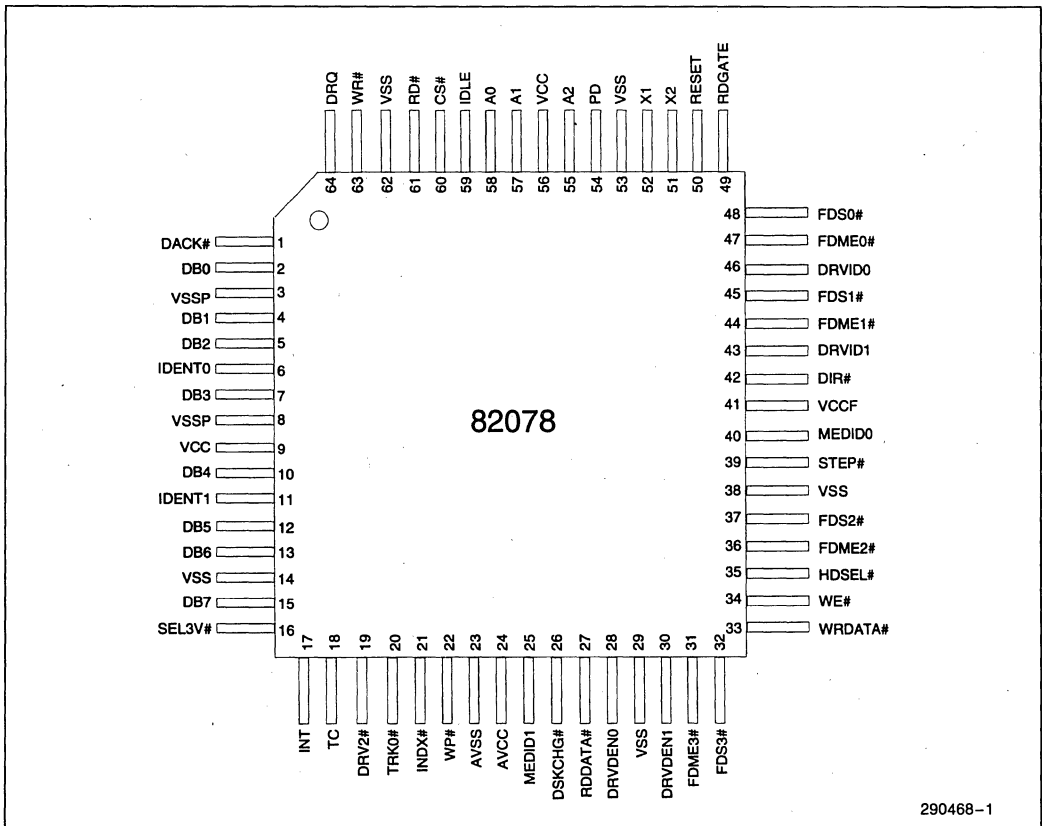 DRQ
WR#
VSS
RD#
CS#
IDLE
A0
A1
VCC
A2
PD
VSS
X1
X2
RESET
RDGATE
64 63 62 61 60 59 58 57 56 55 54 53 52 51 50 49
DACK# 1
DB0 2
VSSP 3
DB1 4
DB2 5
IDENT0 6
DB3 7
VSSP 8
VCC 9
DB4 10
IDENT1 11
DB5 12
DB6 13
VSS 14
DB7 15
SEL3V# 16
82078
48 FDS0#
47 FDME0#
46 DRVID0
45 FDS1#
44 FDME1#
43 DRVID1
42 DIR#
41 VCCF
40 MEDID0
39 STEP#
38 VSS
37 FDS2#
36 FDME2#
35 HDSEL#
34 WE#
33 WRDATA#
17 18 19 20 21 22 23 24 25 26 27 28 29 30 31 32
INT
TC
DRV2#
TRK0#
INDX#
WP#
AVSS
AVCC
MEDID1
DSKCHG#
RDDATA#
DRVDEN0
VSS
DRVDEN1
FDME3#
FDS3#
290468-1